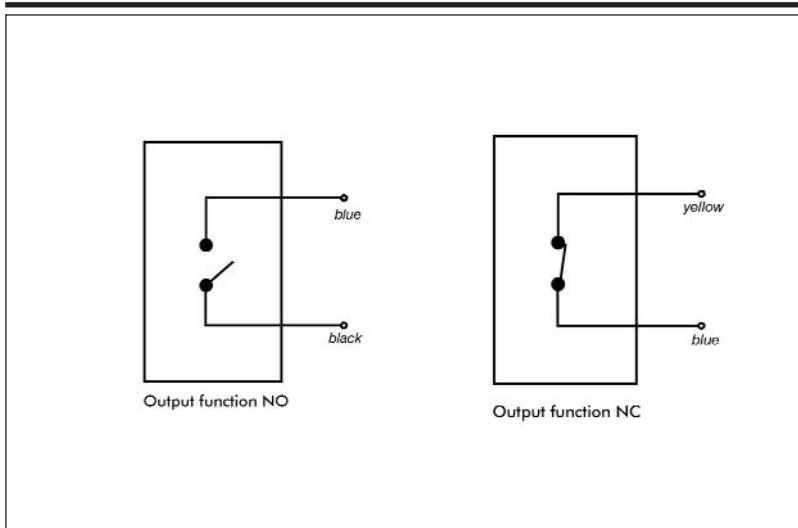 blue
black
Output function NO
yellow
blue
Output function NC